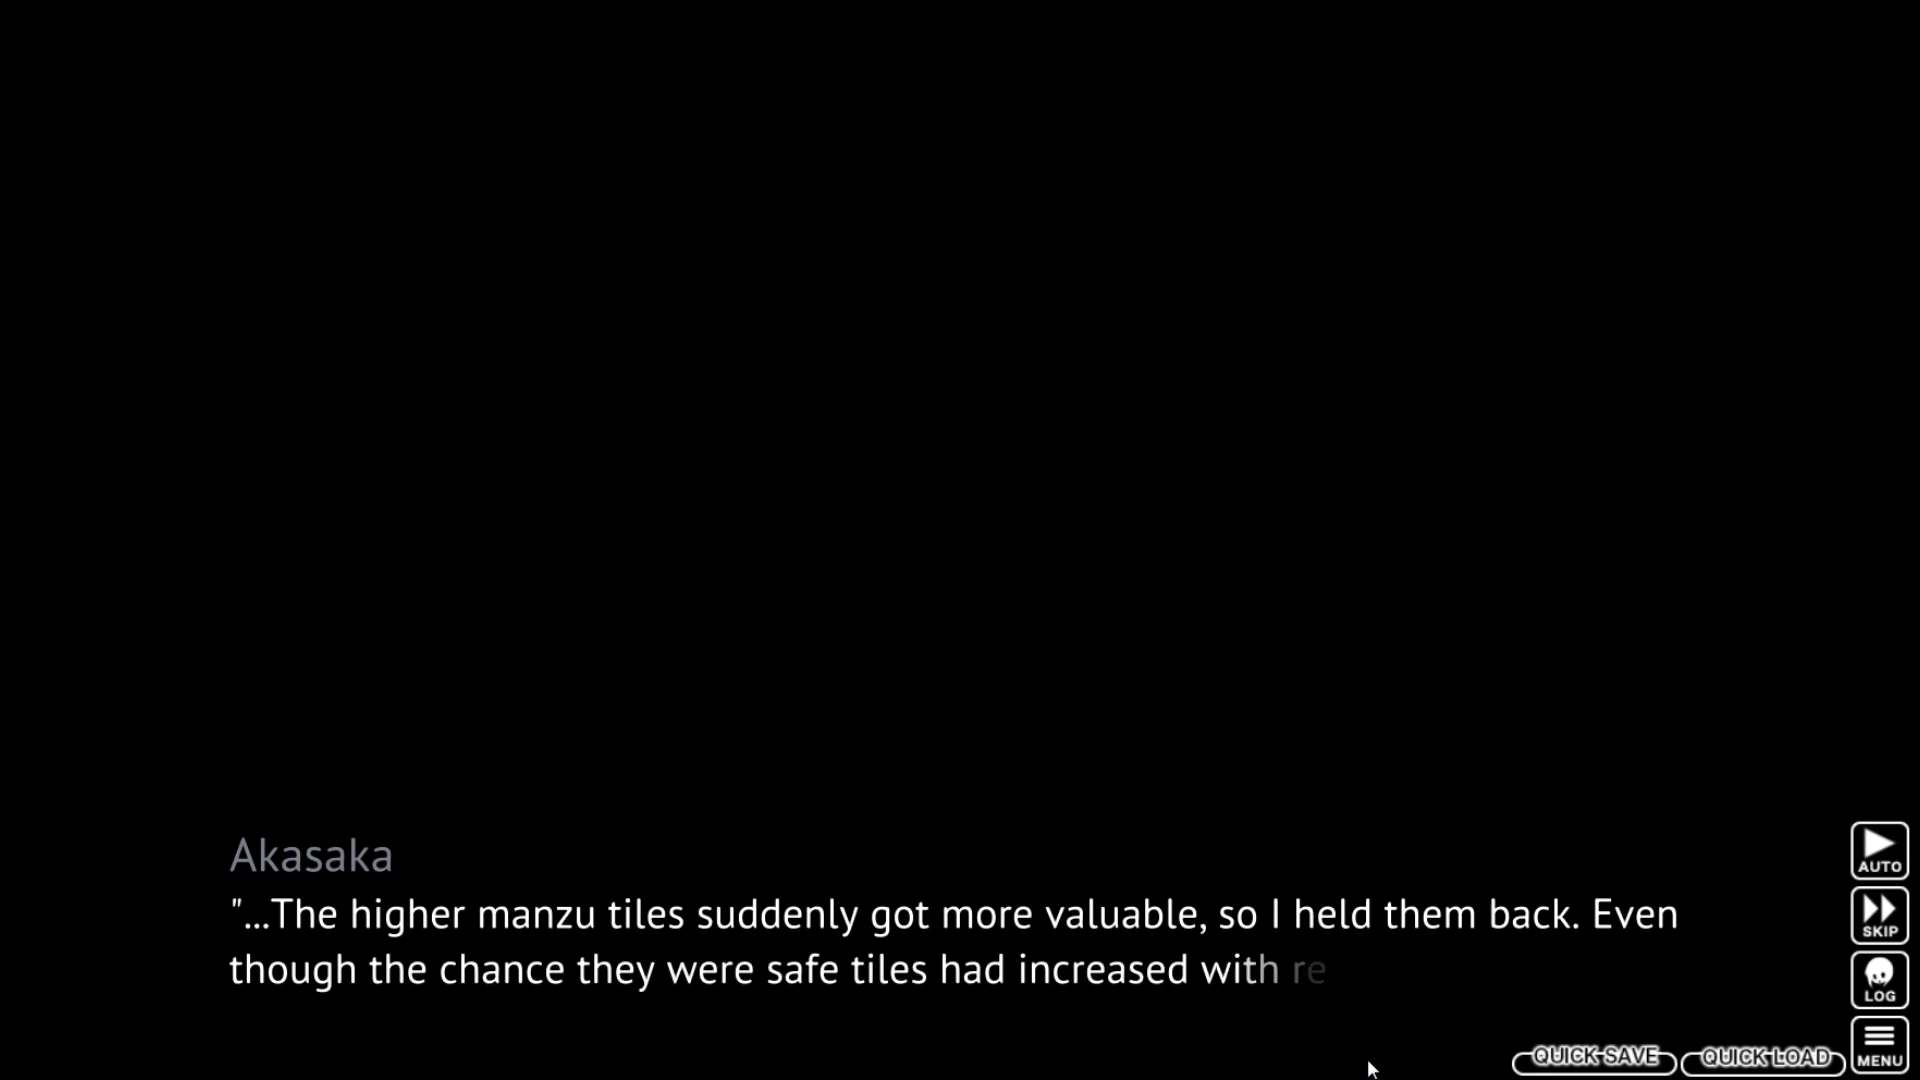 Akasaka
"...The higher manzu tiles suddenly got more valuable, so I held them back. Even
though the chance they were safe tiles had increased with re
AUTO
SKIP
LOG
MENU
QUICK SAVE
QUICK LOAD